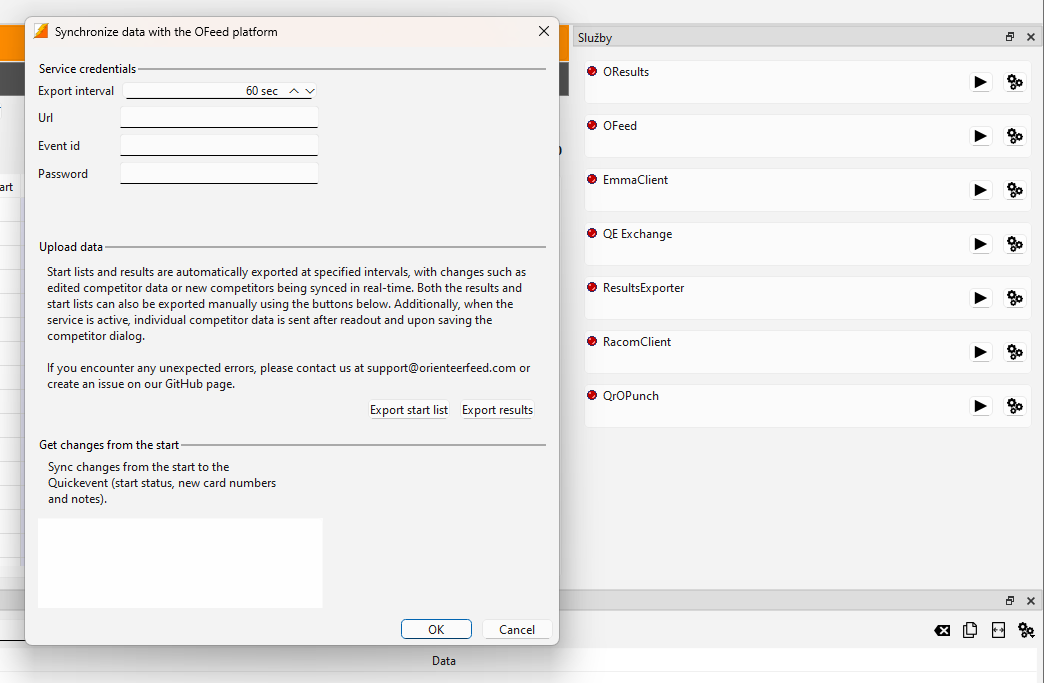 Synchronize data with the OFeed platform
Service credentials
Export interval
60 sec
Url
Event id
Password
Upload data
Start lists and results are automatically exported at specified intervals, with changes such as
edited competitor data or new competitors being synced in real-time. Both the results and
start lists can also be exported manually using the buttons below. Additionally, when the
service is active, individual competitor data is sent after readout and upon saving the
competitor dialog.
If you encounter any unexpected errors, please contact us at support@orienteerfeed.com or
create an issue on our GitHub page.
Export start list
Export results
Get changes from the start
Sync changes from the start to the
Quickevent (start status, new card numbers
and notes).
OK
Cancel
Služby
OResults
OFeed
EmmaClient
QE Exchange
ResultsExporter
RacomClient
QrOPunch
art
Data